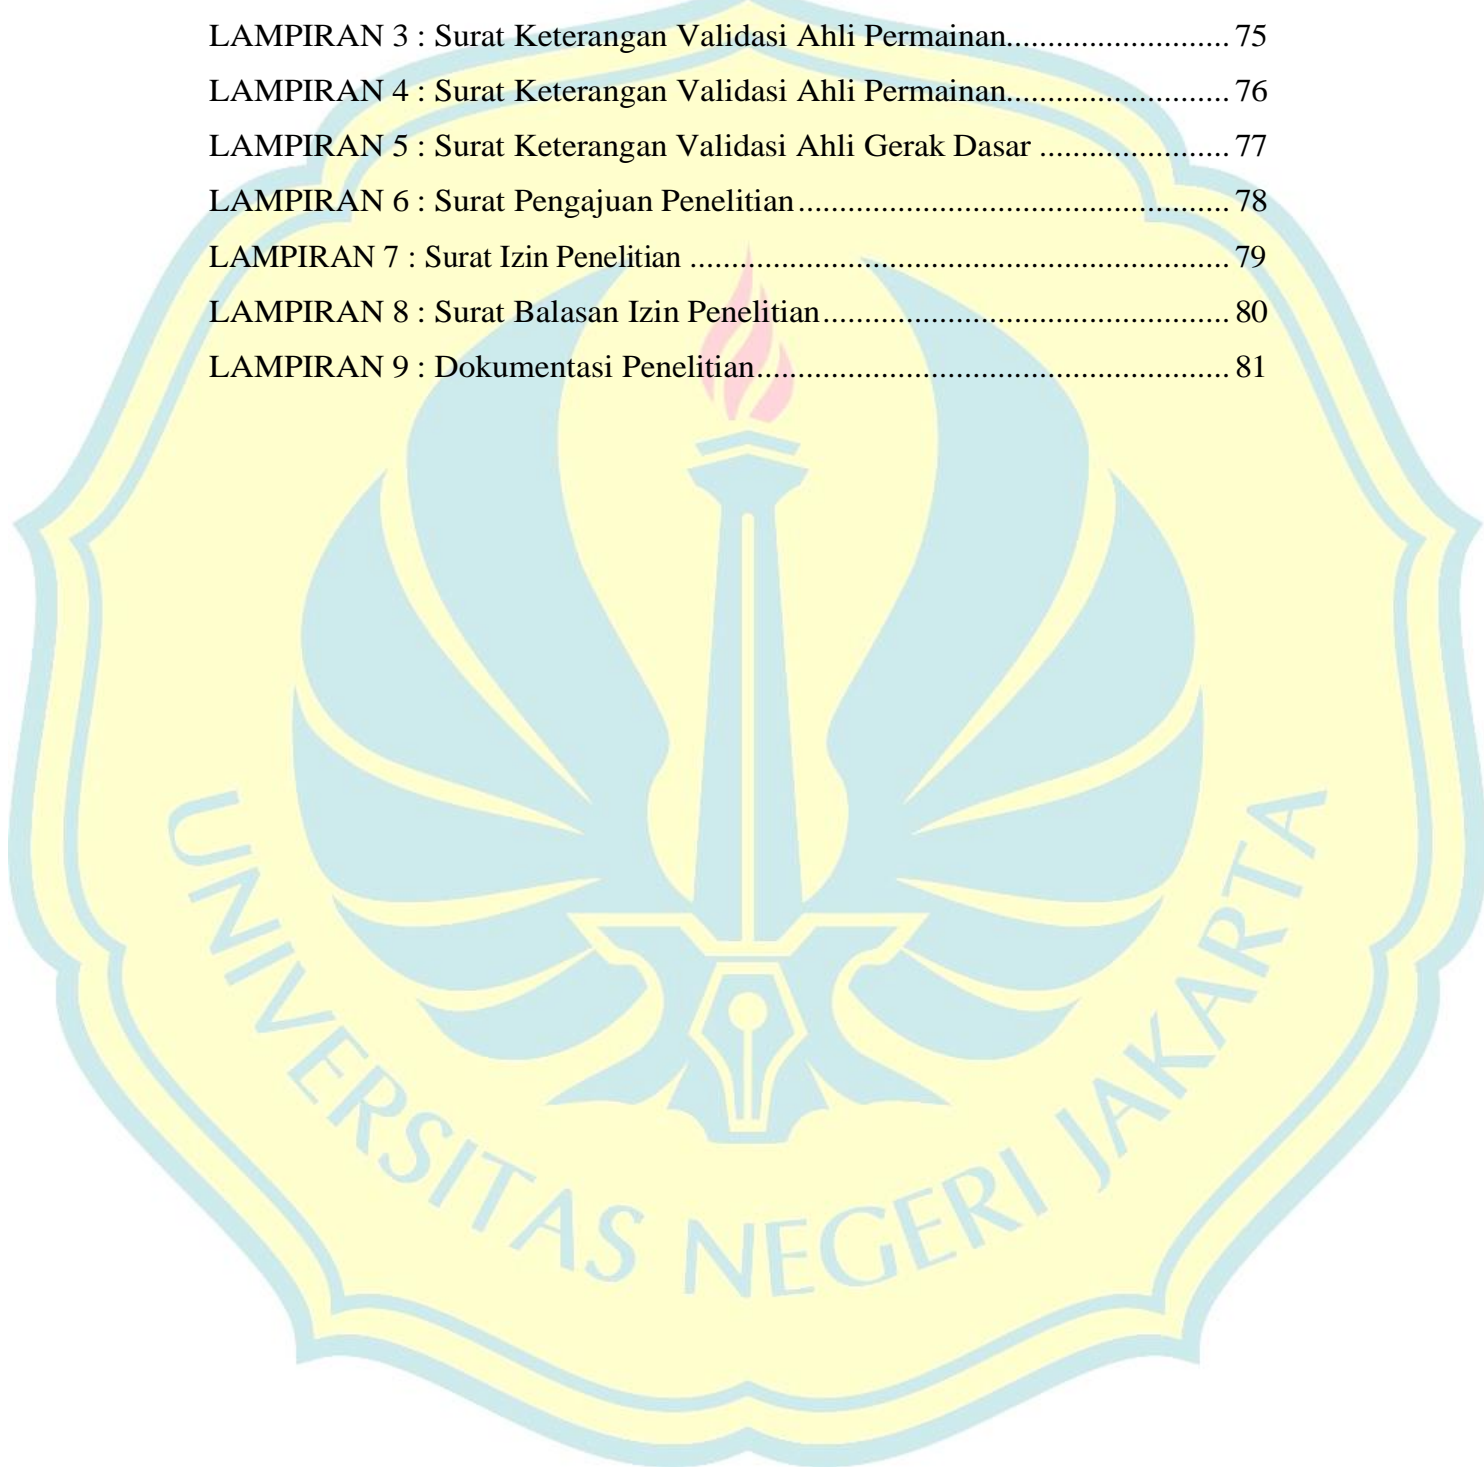 LAMPIRAN 3 : Surat Keterangan Validasi Ahli Permainan........................... 75
LAMPIRAN 4 : Surat Keterangan Validasi Ahli Permainan........................... 76
LAMPIRAN 5 : Surat Keterangan Validasi Ahli Gerak Dasar ....................... 77
LAMPIRAN 6 : Surat Pengajuan Penelitian .................................................... 78
LAMPIRAN 7 : Surat Izin Penelitian ................................................................. 79
LAMPIRAN 8 : Surat Balasan Izin Penelitian ................................................. 80
LAMPIRAN 9 : Dokumentasi Penelitian ......................................................... 81
UNIVERSITAS NEGERI JAKARTA